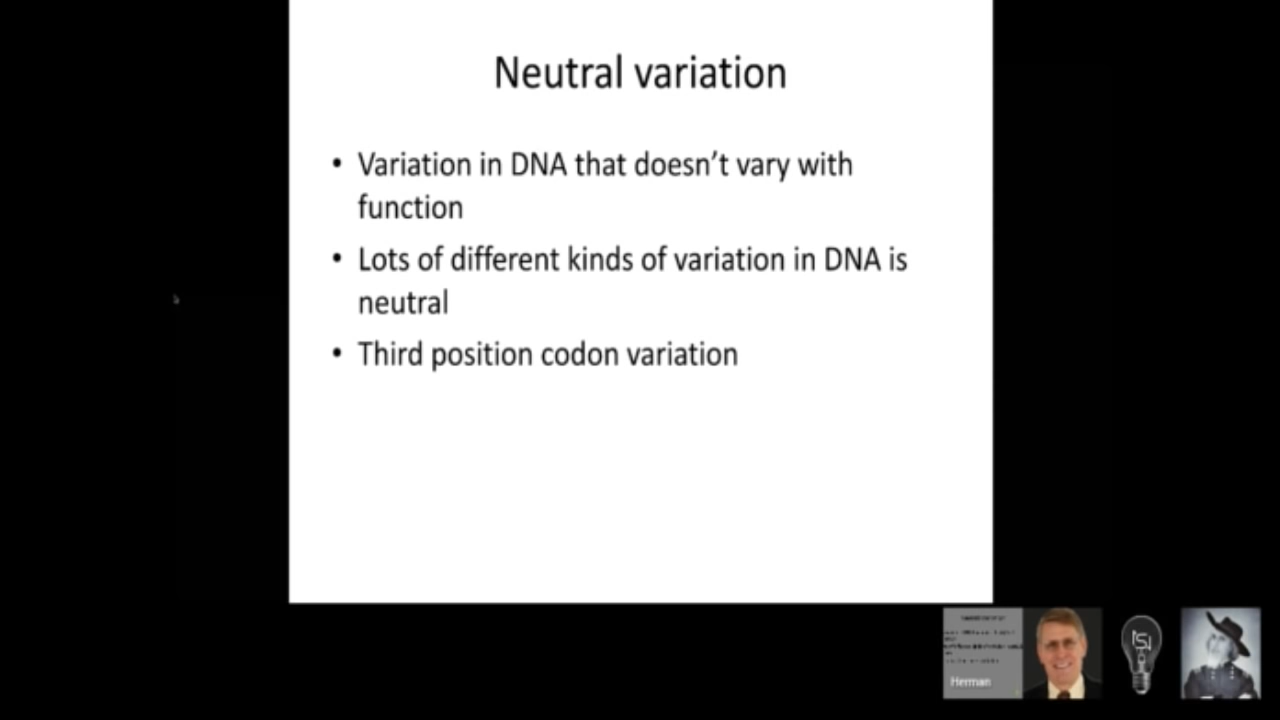 Neutral variation
• Variation in DNA that doesn't vary with
function
• Lots of different kinds of variation in DNA is
neutral
• Third position codon variation
Herman